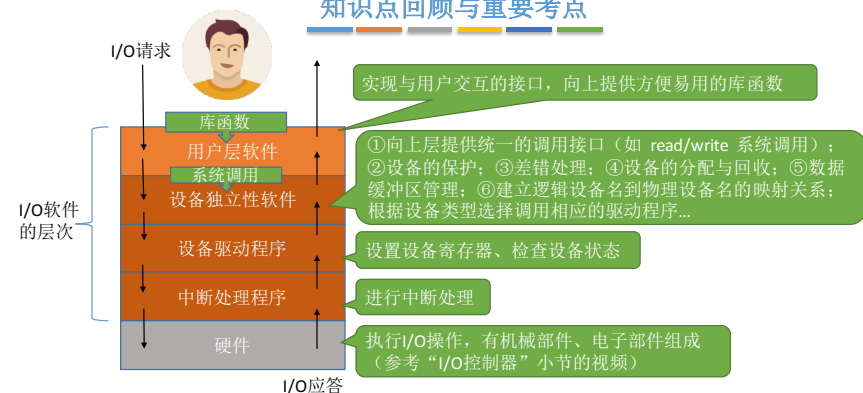 知识点回顾与重要考点
I/O请求
实现与用户交互的接口，向上提供方便易用的库函数
库函数
用户层软件
系统调用
设备独立性软件
①向上层提供统一的调用接口（如 read/write 系统调用）；
②设备的保护；③差错处理；④设备的分配与回收；⑤数据
缓冲区管理；⑥建立逻辑设备名到物理设备名的映射关系；
根据设备类型选择调用相应的驱动程序…
I/O软件
的层次
设备驱动程序
设置设备寄存器、检查设备状态
中断处理程序
进行中断处理
硬件
执行I/O操作，有机械部件、电子部件组成
（参考“I/O控制器”小节的视频）
I/O应答